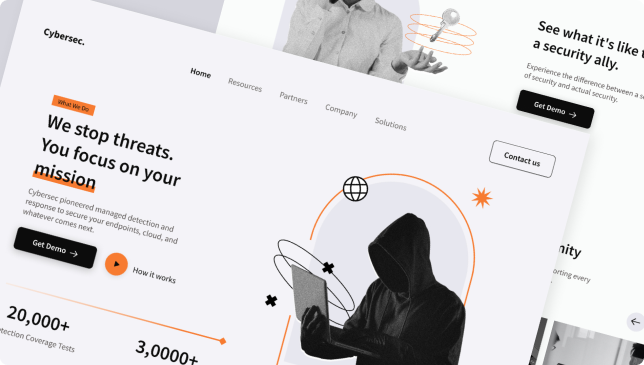 Cybersec.
Home
Resources
Partners
Company
Solutions
Contact us
What We Do
We stop threats.
You focus on your
mission
Cybersec pioneered managed detection and
response to secure your endpoints, cloud, and
whatever comes next.
Get Demo →
How it works
20,000+
Detection Coverage Tests
3,0000+
See what it's like t
a security ally.
Experience the difference between a s
of security and actual security.
Get Demo →
nity
orting every